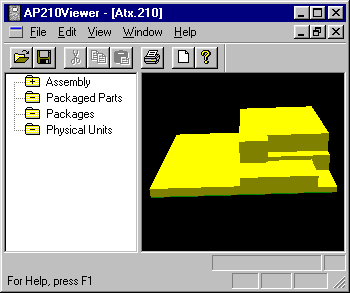 AP210Viewer - [Atx.210]
File Edit View Window Help
Assembly
Packaged Parts
Packages
Physical Units
For Help, press F1